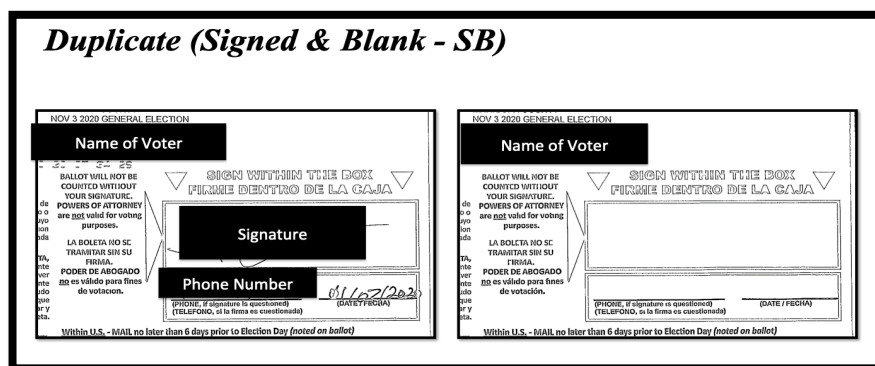 Duplicate (Signed & Blank - SB)
NOV 3 2020 GENERAL ELECTION
Name of Voter
BALLOT WILL NOT BE
COUNTED WITHOUT
YOUR SIGNATURE.
POWERS OF ATTORNEY
are not valid for voting
purposes.
LA BOLETA NO SE
TRAMITAR SIN SU
FIRMA.
PODER DE ABOGADO
no es válido para fines
de votacion.
SIGN WITHIN THE BOX
FIRME DENTRO DE LA CAJA
Signature
Phone Number
(PHONE, if signature is questioned)
(TELEFONO, si la firma es cuestionada)
(DATE / FECHA)
Within U.S. - MAIL no later than 6 days prior to Election Day (noted on ballot)
NOV 3 2020 GENERAL ELECTION
Name of Voter
BALLOT WILL NOT BE
COUNTED WITHOUT
YOUR SIGNATURE.
POWERS OF ATTORNEY
are not valid for voting
purposes.
LA BOLETA NO SE
TRAMITAR SIN SU
FIRMA.
PODER DE ABOGADO
no es válido para fines
de votación.
SIGN WITHIN THE BOX
FIRME DENTRO DE LA CAJA
(PHONE, if signature is questioned)
(TELEFONO, si la firma es cuestionada)
(DATE / FECHA)
Within U.S. - MAIL no later than 6 days prior to Election Day (noted on ballot)